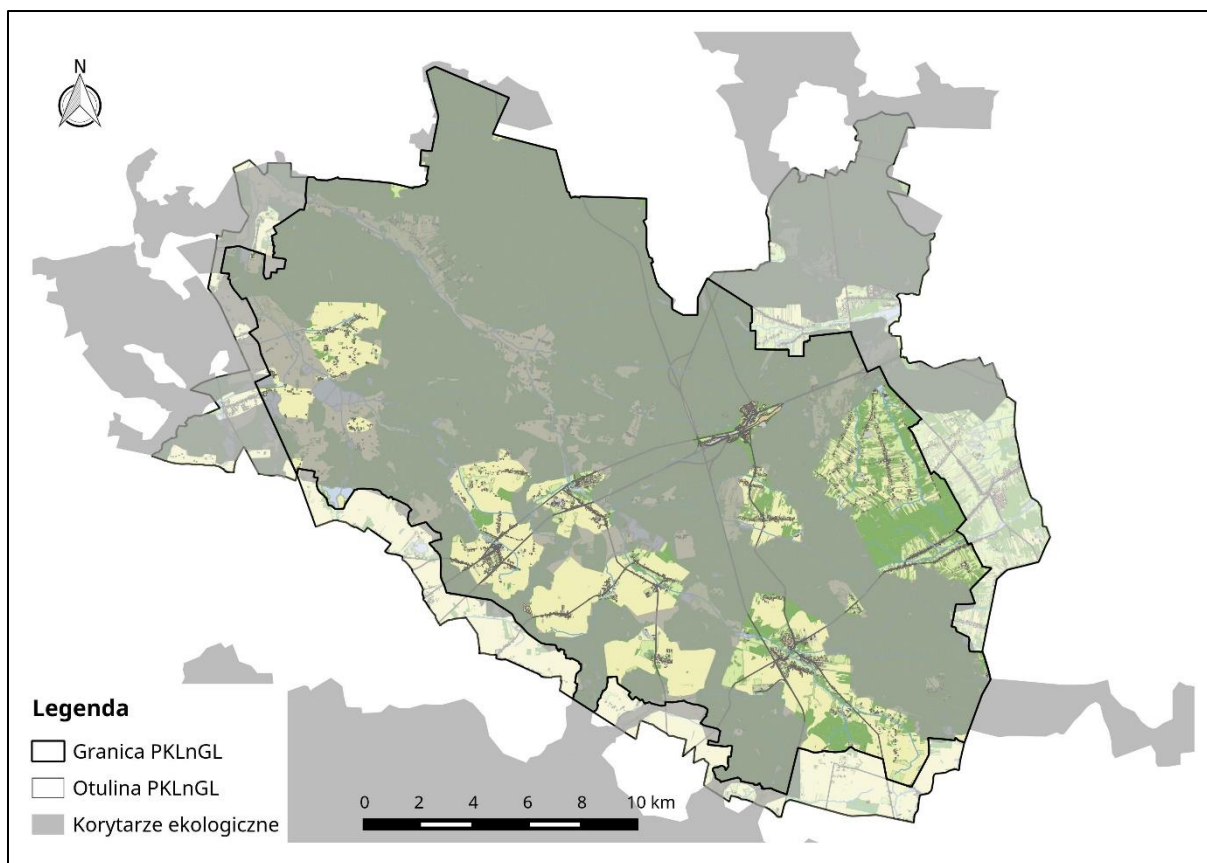 N
Legenda
Granica PKLnGL
Otulina PKLnGL
Korytarze ekologiczne
0 2 4 6 8 10 km